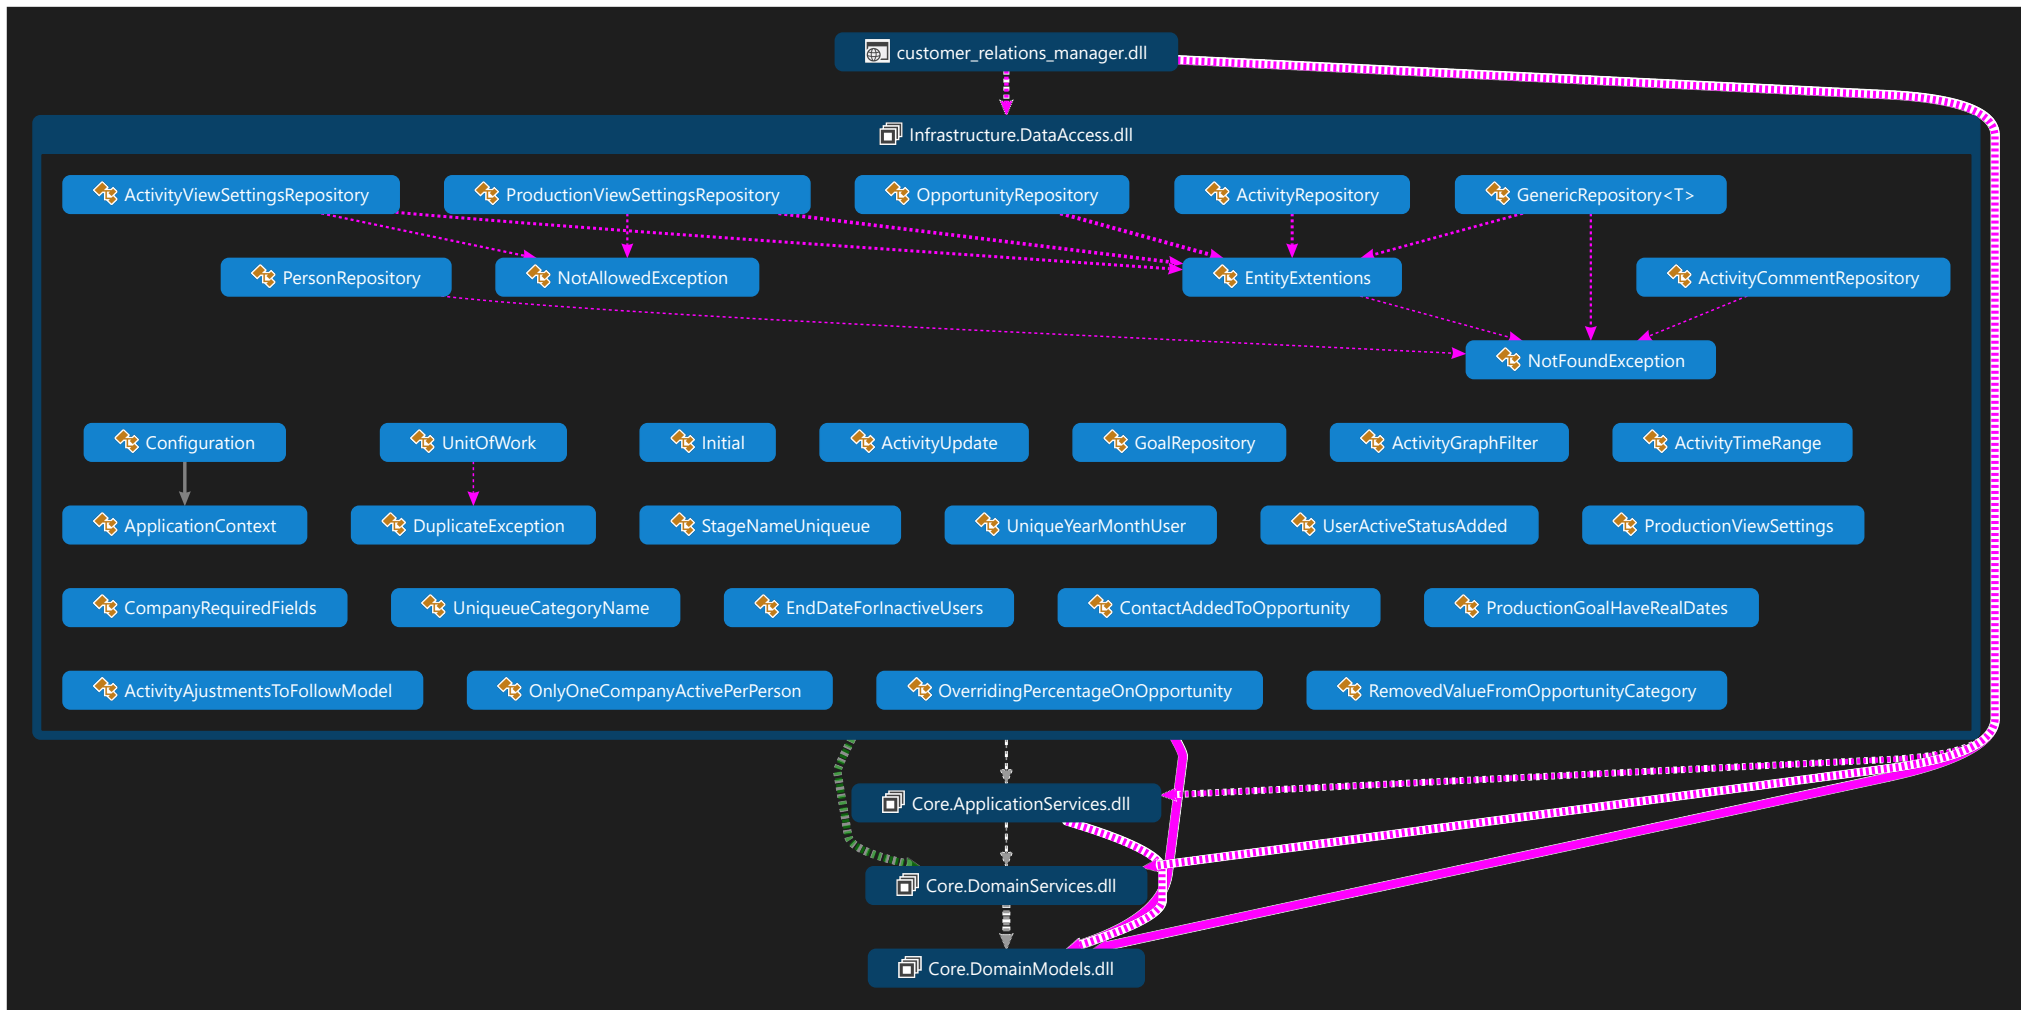 customer_relations_manager.dll
Infrastructure.DataAccess.dll
ActivityViewSettingsRepository
ProductionViewSettingsRepository
OpportunityRepository
ActivityRepository
GenericRepository<T>
PersonRepository
NotAllowedException
EntityExtentions
ActivityCommentRepository
NotFoundException
Configuration
UnitOfWork
Initial
ActivityUpdate
GoalRepository
ActivityGraphFilter
ActivityTimeRange
ApplicationContext
DuplicateException
StageNameUniqueue
UniqueYearMonthUser
UserActiveStatusAdded
ProductionViewSettings
CompanyRequiredFields
UniqueueCategoryName
EndDateForInactiveUsers
ContactAddedToOpportunity
ProductionGoalHaveRealDates
ActivityAjustmentsToFollowModel
OnlyOneCompanyActivePerPerson
OverridingPercentageOnOpportunity
RemovedValueFromOpportunityCategory
Core.ApplicationServices.dll
Core.DomainServices.dll
Core.DomainModels.dll